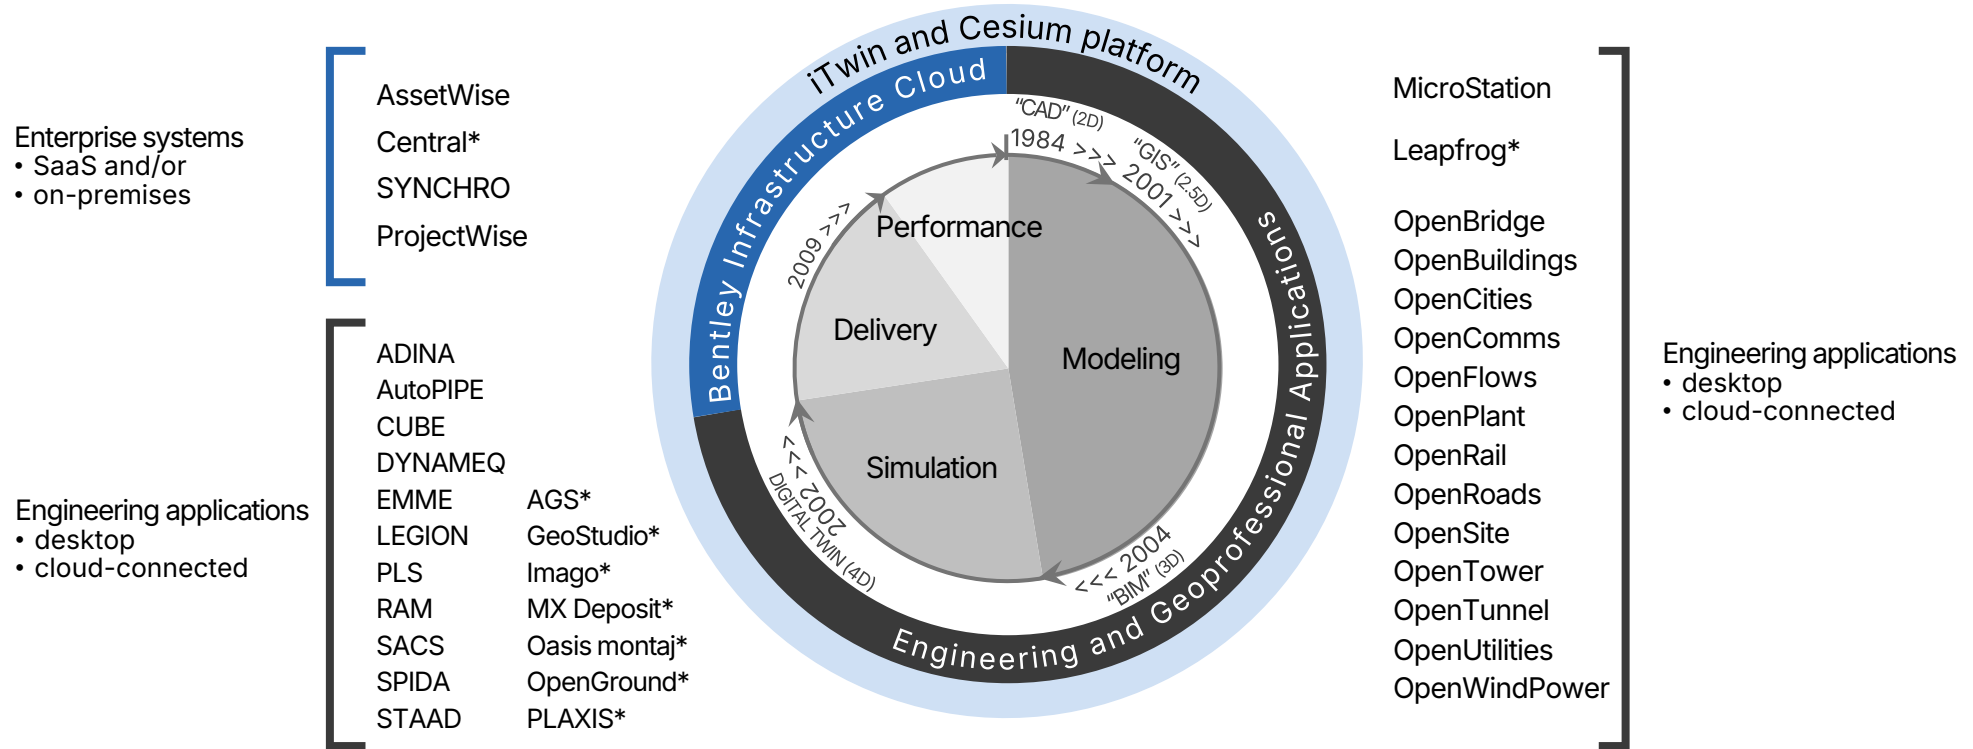 Enterprise systems
• SaaS and/or
• on-premises
AssetWise
Central*
SYNCHRO
ProjectWise
Engineering applications
• desktop
• cloud-connected
ADINA
AutoPIPE
CUBE
DYNAMEQ
EMME
LEGION
PLS
RAM
SACS
SPIDA
STAAD
AGS*
GeoStudio*
Imago*
MX Deposit*
Oasis montaj*
OpenGround*
PLAXIS*
iTwin and Cesium platform
Bentley Infrastructure Cloud
Engineering and Geoprofessional Applications
"CAD" (2D)
1984 >>>
"GIS" (2.5D)
2001 >>>
2004 >>>
"BIM" (3D)
2002 >>>
DIGITAL TWIN (4D)
2009 >>>
Performance
Delivery
Modeling
Simulation
MicroStation
Leapfrog*
OpenBridge
OpenBuildings
OpenCities
OpenComms
OpenFlows
OpenPlant
OpenRail
OpenRoads
OpenSite
OpenTower
OpenTunnel
OpenUtilities
OpenWindPower
Engineering applications
• desktop
• cloud-connected